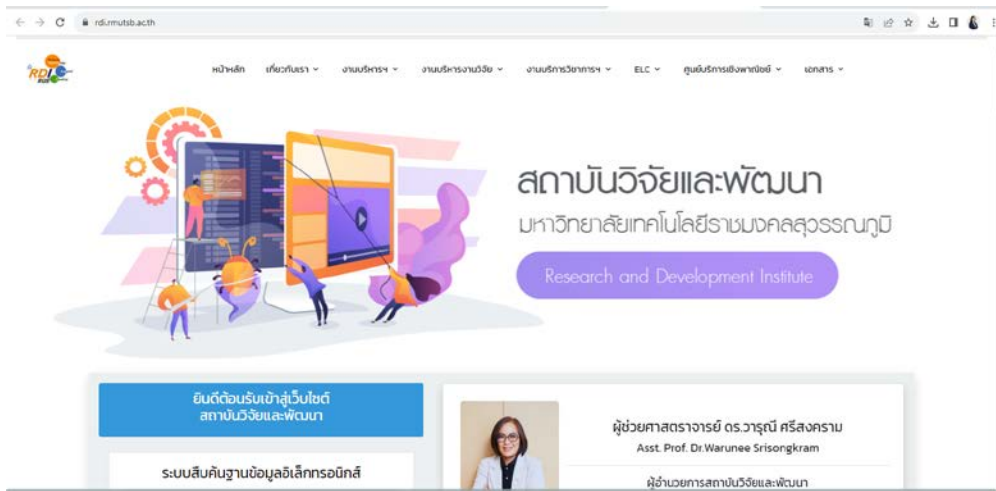 rdi.rmutsb.ac.th
RDI
RUS
หน้าหลัก เกี่ยวกับเรา งานบริหารฯ งานบริหารงานวิจัย งานบริการวิชาการฯ ELC ศูนย์บริการเชิงพาณิชย์ เอกสาร
สถาบันวิจัยและพัฒนา
มหาวิทยาลัยเทคโนโลยีราชมงคลสุวรรณภูมิ
Research and Development Institute
ยินดีต้อนรับเข้าสู่เว็บไซต์
สถาบันวิจัยและพัฒนา
ระบบสืบค้นฐานข้อมูลอิเล็กทรอนิกส์
ผู้ช่วยศาสตราจารย์ ดร.วารุณี ศรีสงคราม
Asst. Prof. Dr.Warunee Srisongkram
ผู้อำนวยการสถาบันวิจัยและพัฒนา